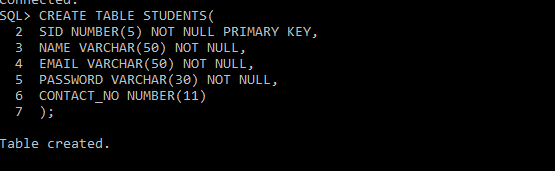 Connected.
SQL> CREATE TABLE STUDENTS(
  2  SID NUMBER(5) NOT NULL PRIMARY KEY,
  3  NAME VARCHAR(50) NOT NULL,
  4  EMAIL VARCHAR(50) NOT NULL,
  5  PASSWORD VARCHAR(30) NOT NULL,
  6  CONTACT_NO NUMBER(11)
  7  );
Table created.